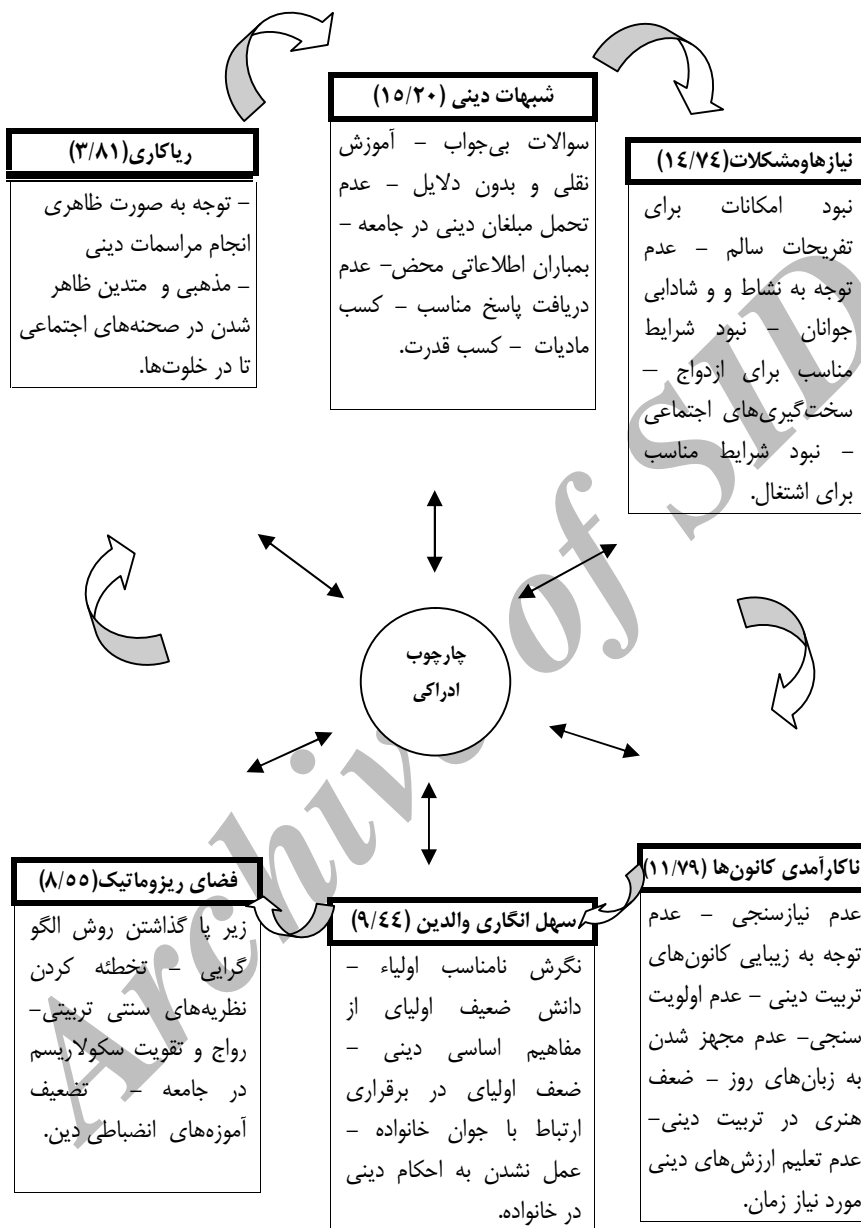 شبهات دینی (۱۵/۲۰)
سوالات بی‌جواب – آموزش
نقلی و بدون دلایل – عدم
تحمل مبلغان دینی در جامعه –
بمباران اطلاعاتی محض– عدم
دریافت پاسخ مناسب – کسب
مادیات – کسب قدرت.
نیازهاومشکلات(۱٤/۷٤)
نبود امکانات برای
تفریحات سالم – عدم
توجه به نشاط و و شادابی
جوانان – نبود شرایط
مناسب برای ازدواج –
سخت‌گیری‌های اجتماعی
– نبود شرایط مناسب
برای اشتغال.
ریاکاری(۳/۸۱)
– توجه به صورت ظاهری
انجام مراسمات دینی
– مذهبی و متدین ظاهر
شدن در صحنه‌های اجتماعی
تا در خلوت‌ها.
چارچوب
ادراکی
ناکارآمدی کانون‌ها (۱۱/۷۹)
عدم نیازسنجی – عدم
توجه به زیبایی کانون‌های
تربیت دینی – عدم اولویت
سنجی– عدم مجهز شدن
به زبان‌های روز – ضعف
هنری در تربیت دینی–
عدم تعلیم ارزش‌های دینی
مورد نیاز زمان.
سهل انگاری والدین (۹/٤٤)
نگرش نامناسب اولیاء –
دانش ضعیف اولیای از
مفاهیم اساسی دینی –
ضعف اولیای در برقراری
ارتباط با جوان خانواده –
عمل نشدن به احکام دینی
در خانواده.
فضای ریزوماتیک(۸/۵۵)
زیر پا گذاشتن روش الگو
گرایی – تخطئه کردن
نظریه‌های سنتی تربیتی–
رواج و تقویت سکولاریسم
در جامعه – تضعیف
آموزه‌های انضباطی دین.
Archive of SID